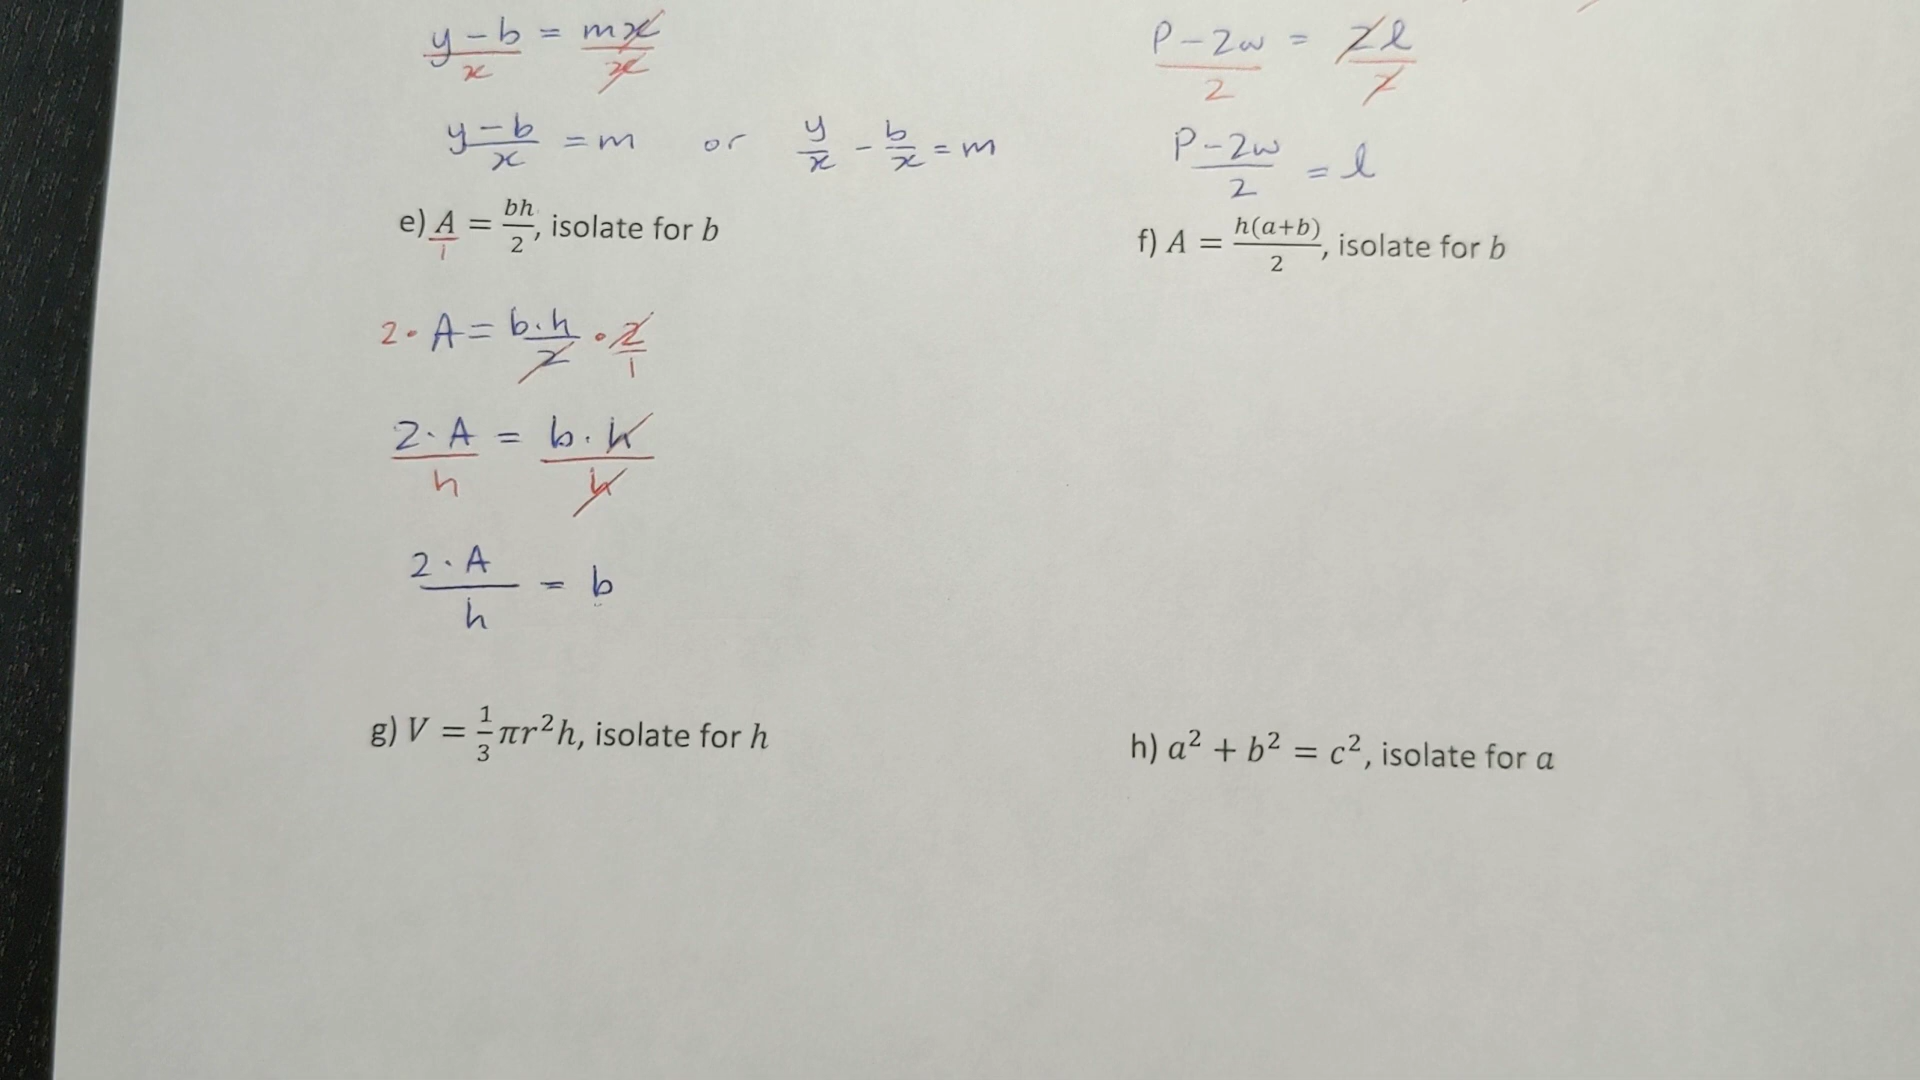 y - b = mx
x x
y - b / x = m or y/x - b/x = m
P - 2w = 2l
2 2
P - 2w / 2 = l
e) A = bh/2, isolate for b
1
2 · A = b · h / 2 · 2/1
2 · A = b · h
h h
2 · A / h = b
f) A = h(a+b)/2, isolate for b
g) V = 1/3 πr²h, isolate for h
h) a² + b² = c², isolate for a